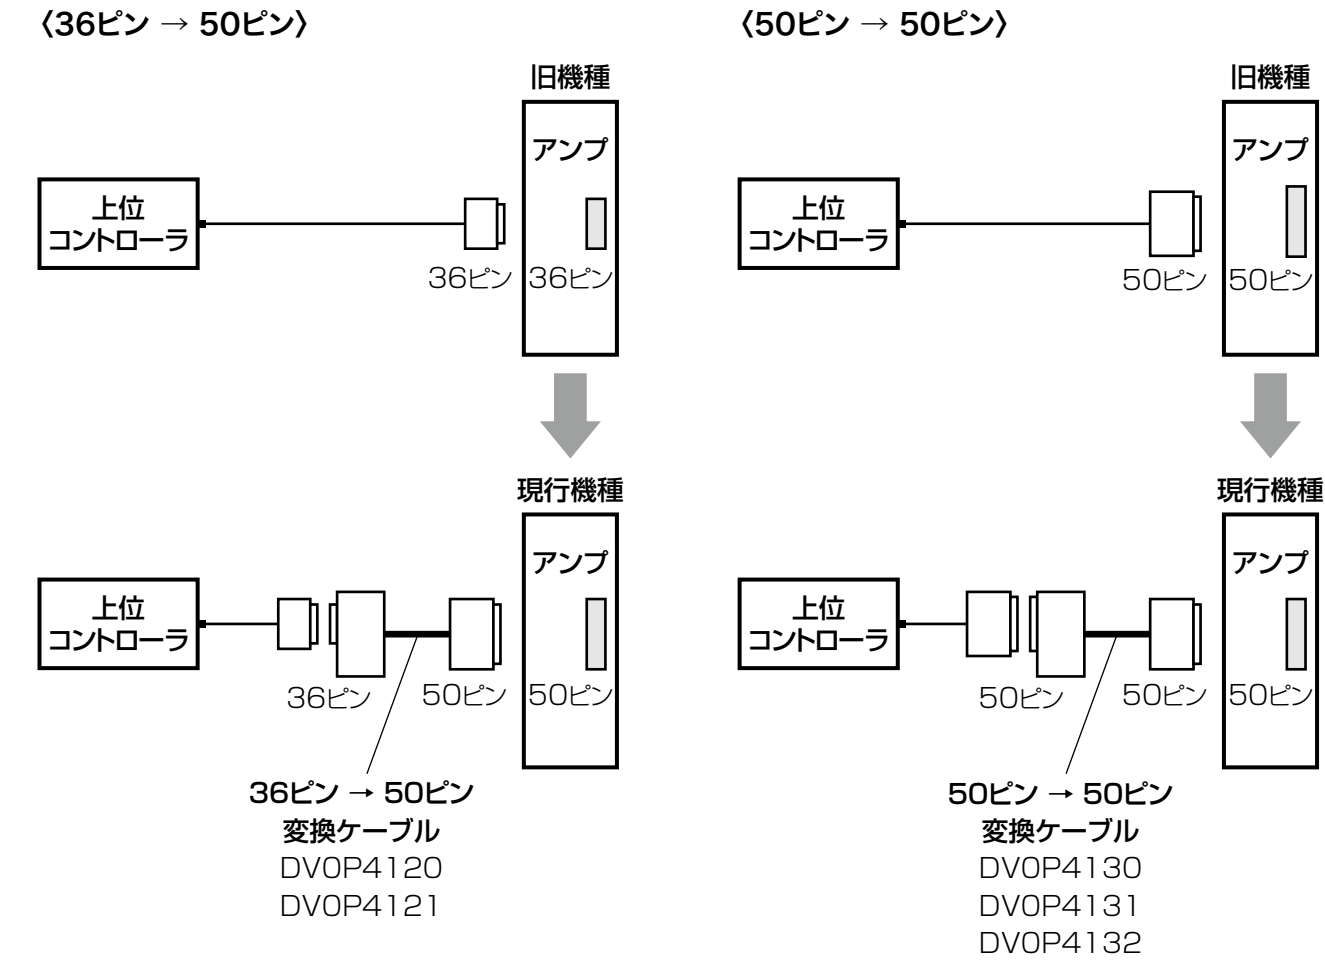 〈36ピン → 50ピン〉
旧機種
アンプ
上位
コントローラ
36ピン
36ピン
現行機種
アンプ
上位
コントローラ
36ピン
50ピン
50ピン
36ピン → 50ピン
変換ケーブル
DV0P4120
DV0P4121
〈50ピン → 50ピン〉
旧機種
アンプ
上位
コントローラ
50ピン
50ピン
現行機種
アンプ
上位
コントローラ
50ピン
50ピン
50ピン
50ピン → 50ピン
変換ケーブル
DV0P4130
DV0P4131
DV0P4132